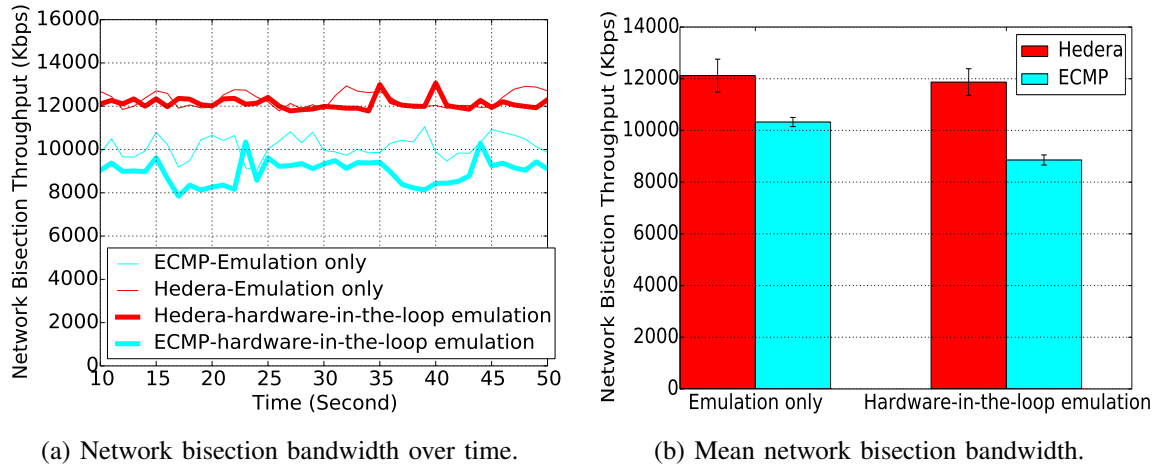 Network Bisection Throughput (Kbps)
16000
14000
12000
10000
8000
6000
4000
2000
0
ECMP-Emulation only
Hedera-Emulation only
Hedera-hardware-in-the-loop emulation
ECMP-hardware-in-the-loop emulation
10 15 20 25 30 35 40 45 50
Time (Second)
(a) Network bisection bandwidth over time.
Network Bisection Throughput (Kbps)
14000
12000
10000
8000
6000
4000
2000
0
Hedera
ECMP
Emulation only
Hardware-in-the-loop emulation
(b) Mean network bisection bandwidth.